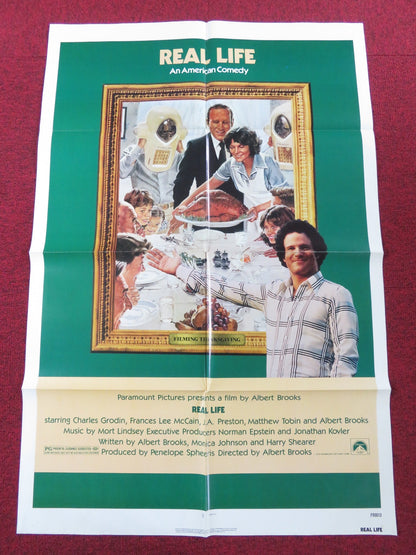 REAL LIFE
An American Comedy
FILMING THANKSGIVING
Paramount Pictures presents a film by Albert Brooks
REAL LIFE
starring Charles Grodin, Frances Lee McCain, J.A. Preston, Matthew Tobin and Albert Brooks
Music by Mort Lindsey Executive Producers Norman Epstein and Jonathan Kovler
Written by Albert Brooks, Monica Johnson and Harry Shearer
Produced by Penelope Spheeris Directed by Albert Brooks
PG
REAL LIFE